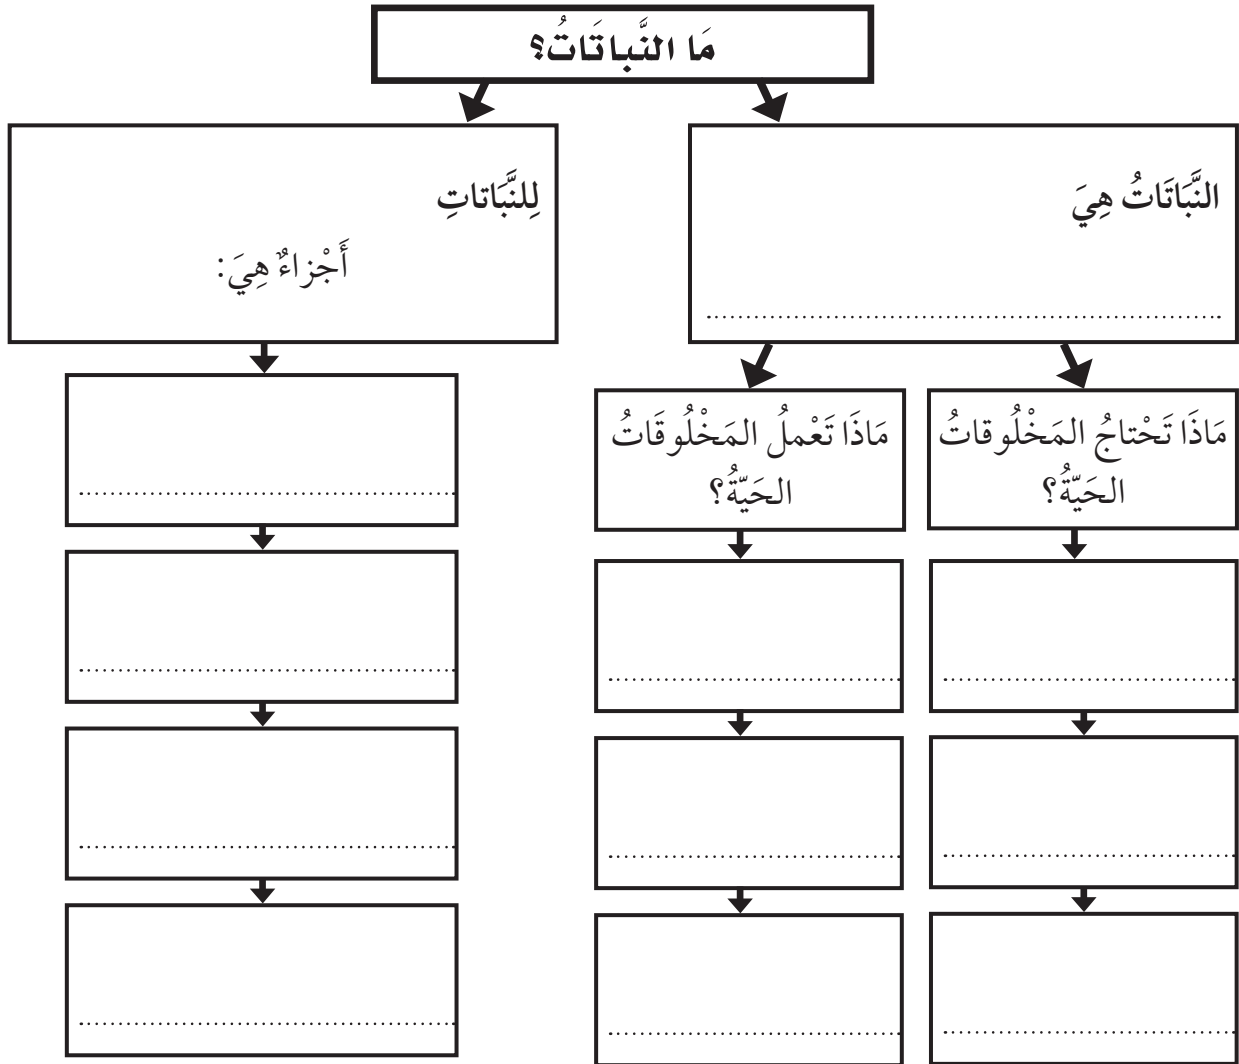 مَا النَّباتَاتُ؟
النَّبَاتَاتُ هِيَ
مَاذَا تَحْتاجُ المَخْلُوقاتُ
الحَيّةُ؟
مَاذَا تَعْملُ المَخْلُوقَاتُ
الحَيّةُ؟
لِلنَّبَاتاتِ
أَجْزاءٌ هِيَ: